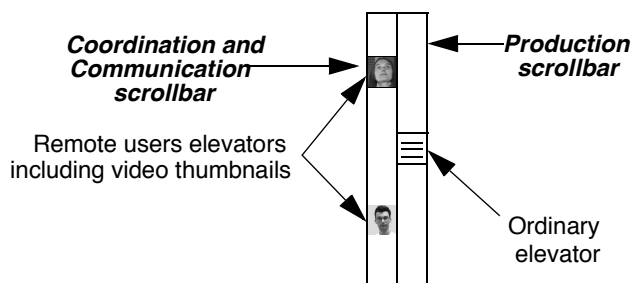 Coordination and
Communication
scrollbar
Production
scrollbar
Remote users elevators
including video thumbnails
Ordinary
elevator